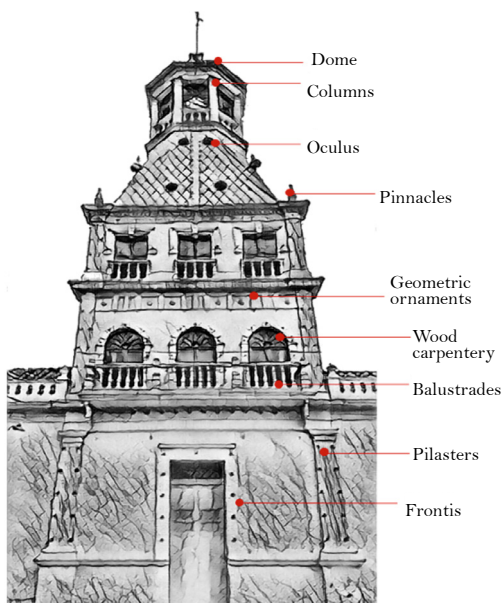 Dome
Columns
Oculus
Pinnacles
Geometric
ornaments
Wood
carpentery
Balustrades
Pilasters
Frontis